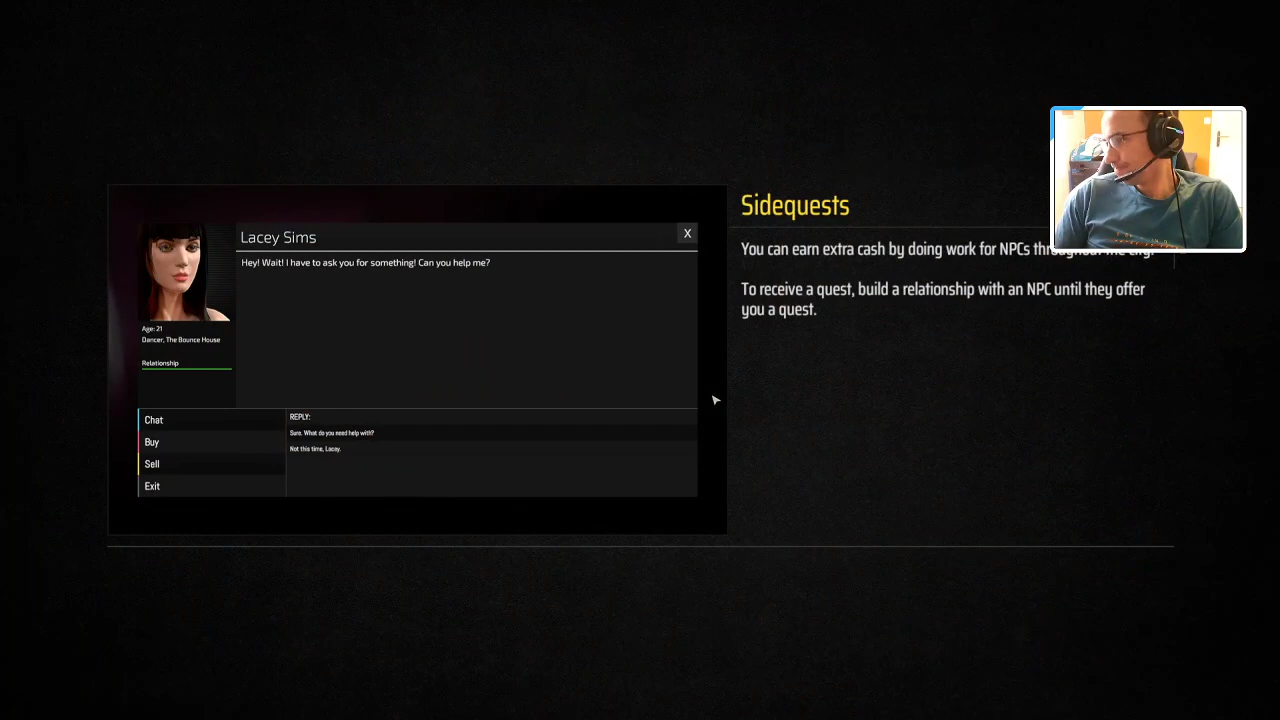 Sidequests
Lacey Sims
X
You can earn extra cash by doing work for NPCs throughout the city.
Hey! Wait! I have to ask you for something! Can you help me?
To receive a quest, build a relationship with an NPC until they offer
you a quest.
Age: 21
Dancer, The Bounce House
Relationship
Chat
Buy
Sell
Exit
REPLY:
Sure. What do you need help with?
Not this time, Lacey.